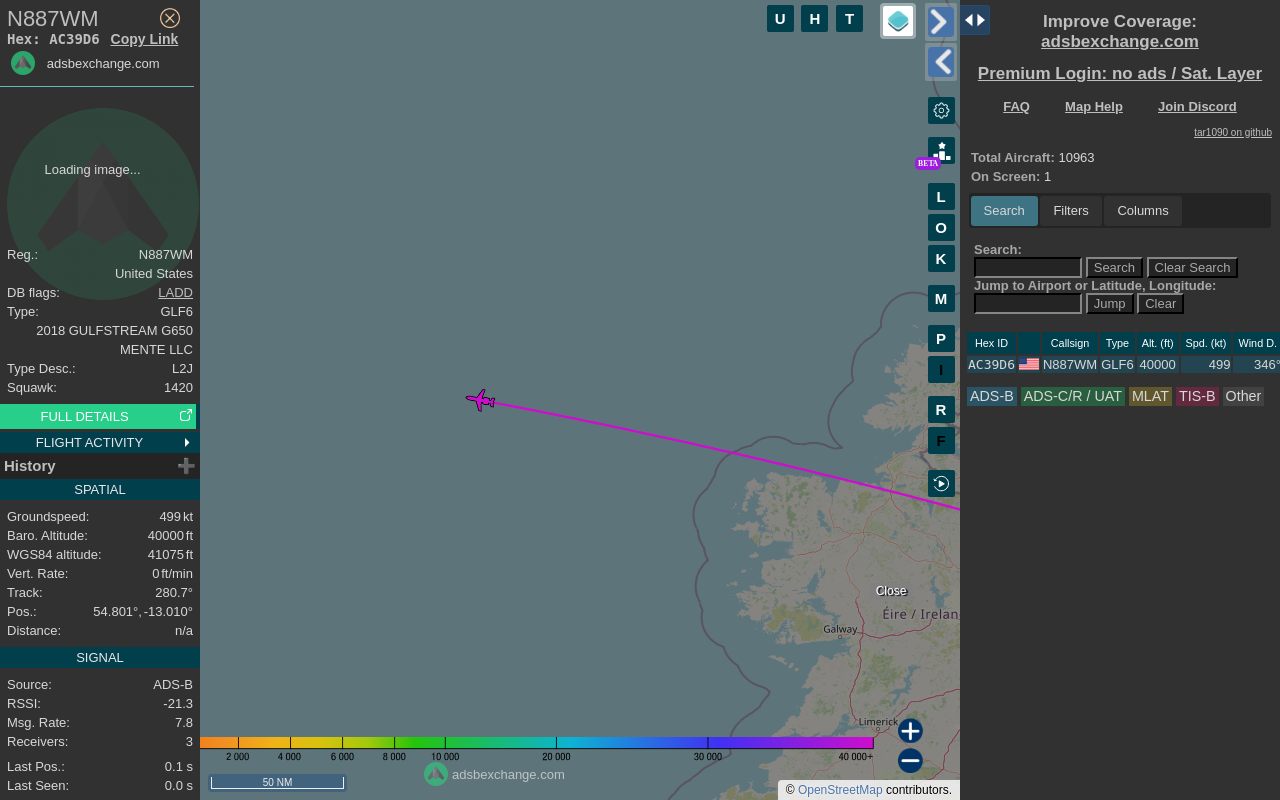 N887WM
Hex: AC39D6 Copy Link
adsbexchange.com
Loading image...
Reg.: N887WM
United States
DB flags: LADD
Type: GLF6
2018 GULFSTREAM G650
MENTE LLC
Type Desc.: L2J
Squawk: 1420
FULL DETAILS
FLIGHT ACTIVITY
History
SPATIAL
Groundspeed: 499 kt
Baro. Altitude: 40000 ft
WGS84 altitude: 41075 ft
Vert. Rate: 0 ft/min
Track: 280.7°
Pos.: 54.801°, -13.010°
Distance: n/a
SIGNAL
Source: ADS-B
RSSI: -21.3
Msg. Rate: 7.8
Receivers: 3
Last Pos.: 0.1 s
Last Seen: 0.0 s
U H T
BETA
L
O
K
M
P
I
R
F
Close
Éire / Irelan
Galway
Limerick
2 000 4 000 6 000 8 000 10 000 20 000 30 000 40 000+
adsbexchange.com
50 NM
© OpenStreetMap contributors.
Improve Coverage:
adsbexchange.com
Premium Login: no ads / Sat. Layer
FAQ Map Help Join Discord
tar1090 on github
Total Aircraft: 10963
On Screen: 1
Search Filters Columns
Search:
Search Clear Search
Jump to Airport or Latitude, Longitude:
Jump Clear
Hex ID Callsign Type Alt. (ft) Spd. (kt) Wind D.
AC39D6 N887WM GLF6 40000 499 346°
ADS-B ADS-C/R / UAT MLAT TIS-B Other